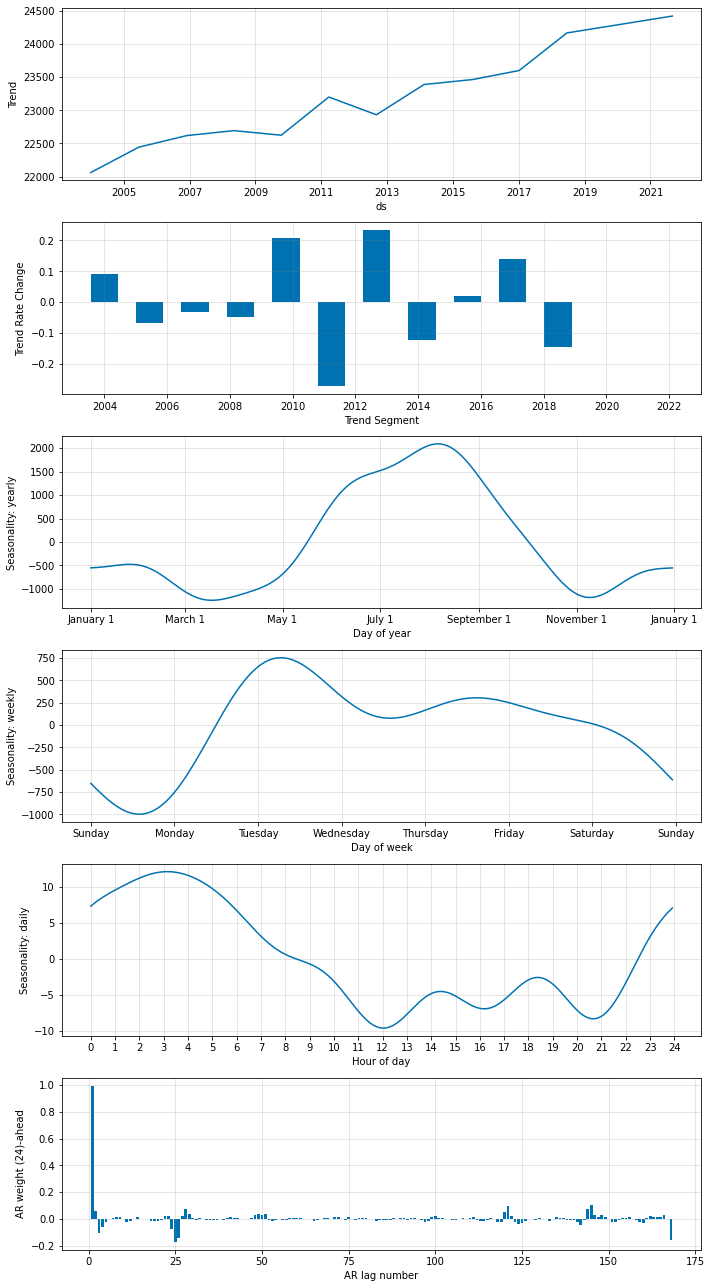 24500
24000
23500
23000
22500
22000
Trend
2005 2007 2009 2011 2013 2015 2017 2019 2021
ds
0.2
0.1
0.0
−0.1
−0.2
Trend Rate Change
2004 2006 2008 2010 2012 2014 2016 2018 2020 2022
Trend Segment
2000
1500
1000
500
0
−500
−1000
Seasonality: yearly
January 1 March 1 May 1 July 1 September 1 November 1 January 1
Day of year
750
500
250
0
−250
−500
−750
−1000
Seasonality: weekly
Sunday Monday Tuesday Wednesday Thursday Friday Saturday Sunday
Day of week
10
5
0
−5
−10
Seasonality: daily
0 1 2 3 4 5 6 7 8 9 10 11 12 13 14 15 16 17 18 19 20 21 22 23 24
Hour of day
1.0
0.8
0.6
0.4
0.2
0.0
−0.2
AR weight (24)-ahead
0 25 50 75 100 125 150 175
AR lag number